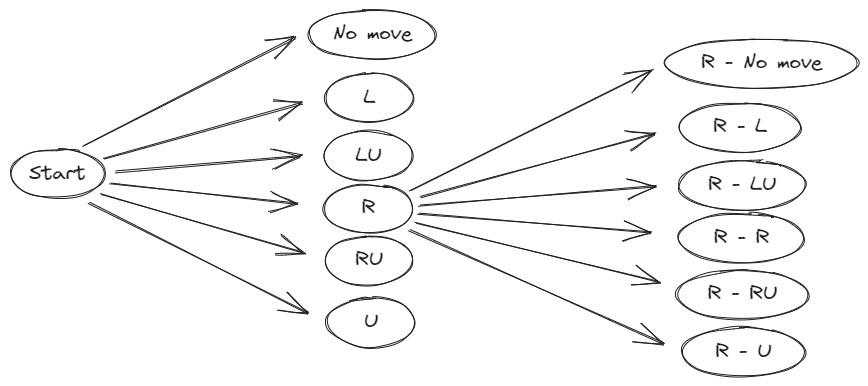 Start
No move
L
LU
R
RU
U
R - No move
R - L
R - LU
R - R
R - RU
R - U